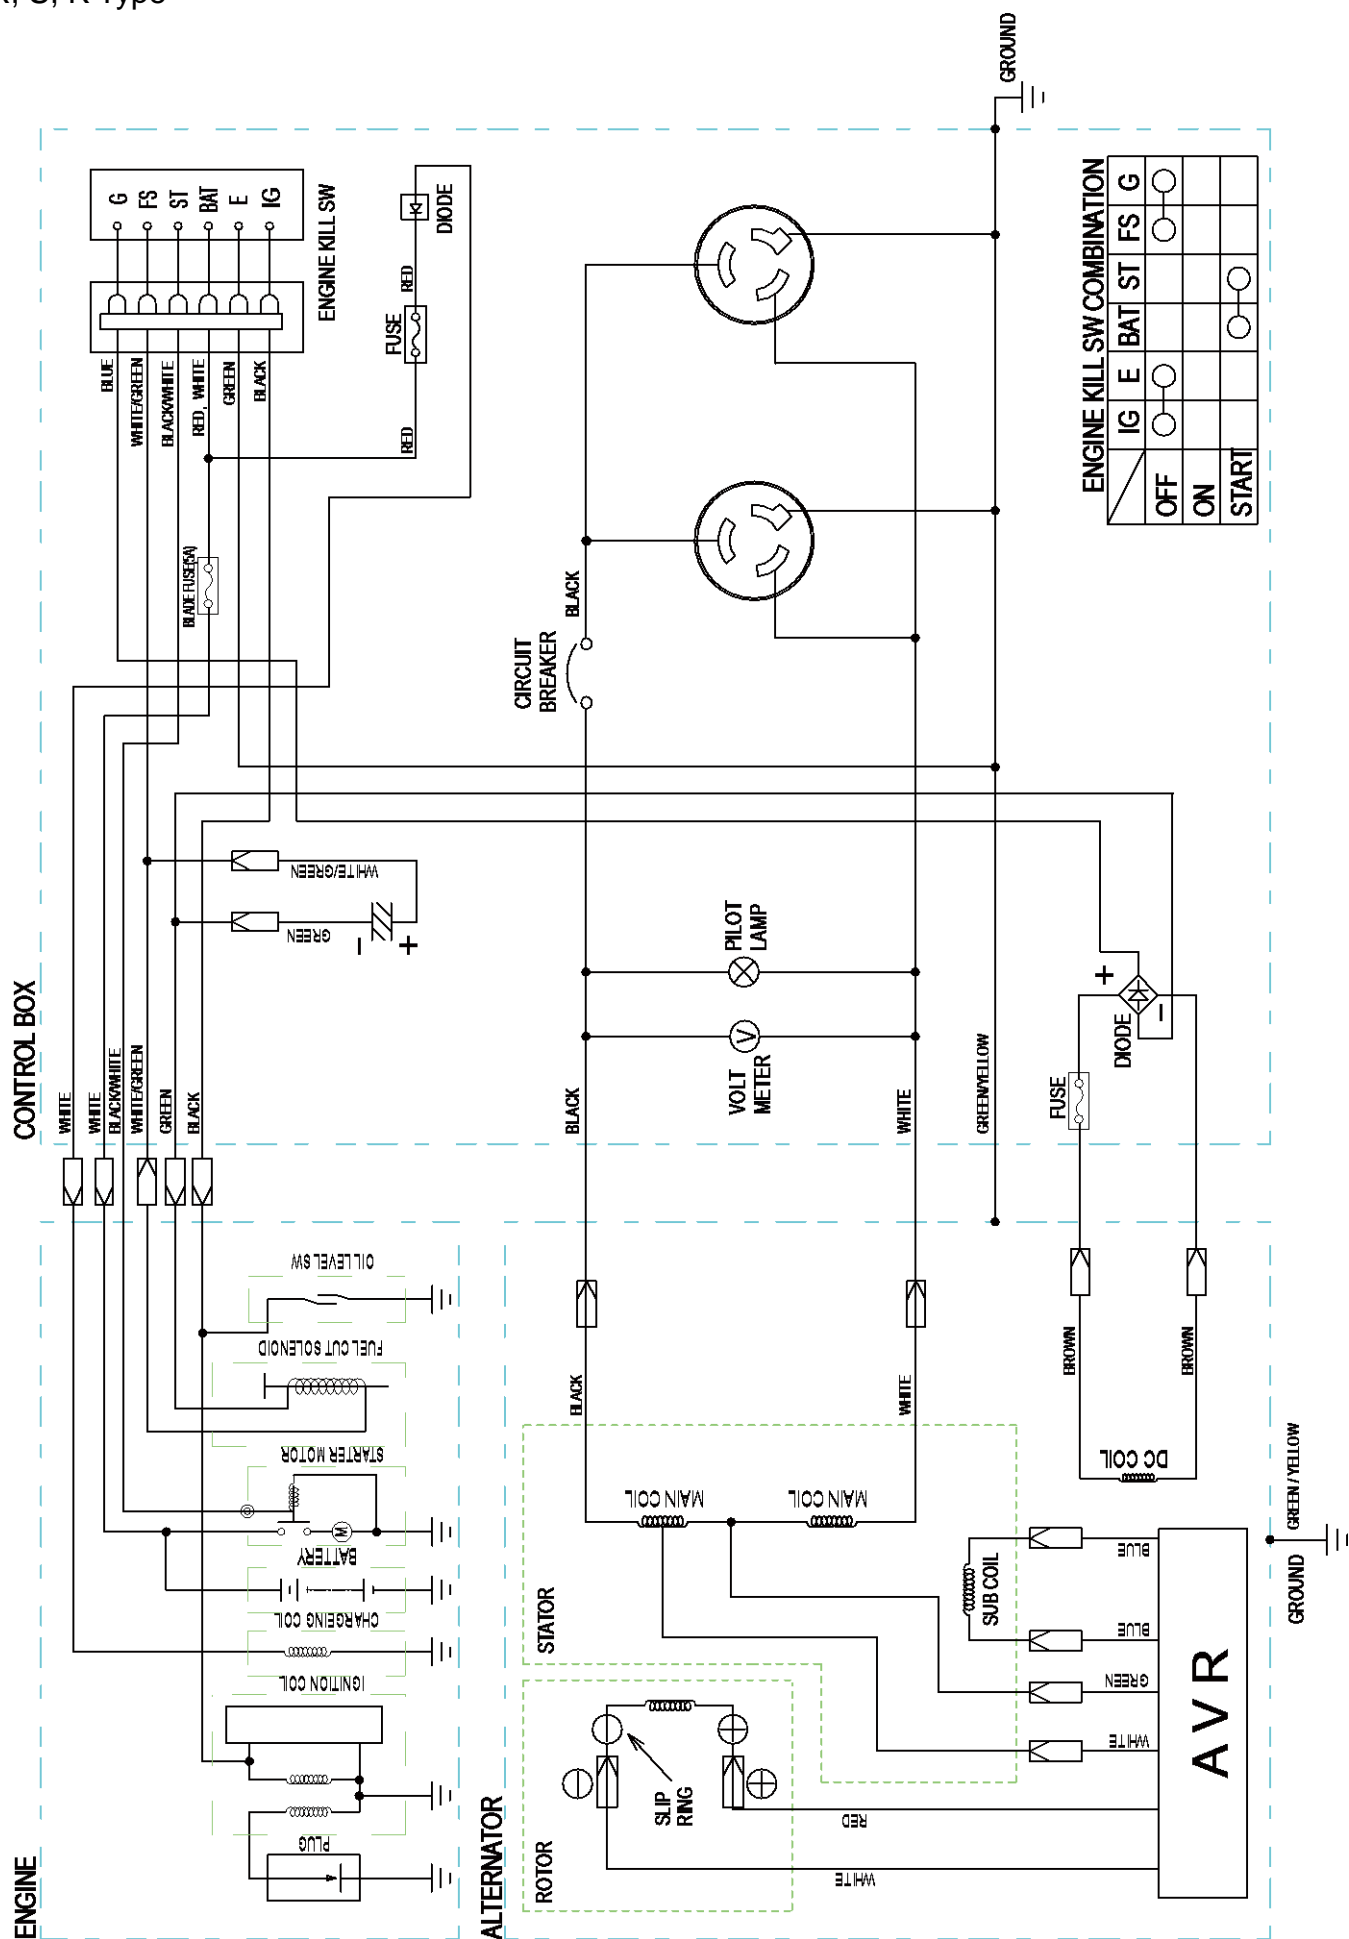 R, S, K Type
GROUND
CONTROL BOX
G
FS
ST
BAT
E
IG
ENGINE KILL SW
BLUE
WHITE/GREEN
BLACK/WHITE
RED, WHITE
GREEN
BLACK
DIODE
RED
FUSE
RED
BLADE FUSE(5A)
BLACK
CIRCUIT
BREAKER
ENGINE KILL SW COMBINATION
IG E BAT ST FS G
OFF
ON
START
WHITE/GREEN
GREEN
-
+
PILOT
LAMP
V
VOLT
METER
+
-
DIODE
FUSE
WHITE
WHITE
BLACK/WHITE
WHITE/GREEN
GREEN
BLACK
BLACK
WHITE
GREEN/YELLOW
ENGINE
OIL LEVEL SW
FUEL CUT SOLENOID
STARTER MOTOR
M
BATTERY
CHARGEING COIL
IGNITION COIL
PLUG
ALTERNATOR
BLACK
WHITE
BROWN
BROWN
DC COIL
MAIN COIL
MAIN COIL
STATOR
SUB COIL
BLUE
BLUE
GREEN
WHITE
AVR
SLIP
RING
ROTOR
RED
WHITE
GREEN / YELLOW
GROUND